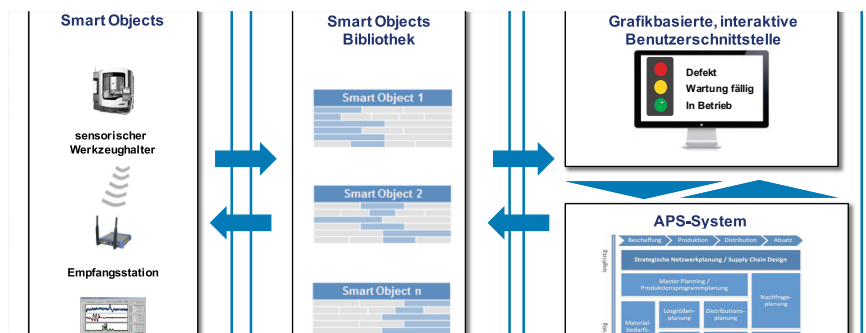 Smart Objects
sensorischer
Werkzeughalter
Empfangsstation
Smart Objects
Bibliothek
Smart Object 1
Smart Object 2
Smart Object n
Grafikbasierte, interaktive
Benutzerschnittstelle
Defekt
Wartung fällig
In Betrieb
APS-System
Beschaffung
Produktion
Distribution
Absatz
langfristig
Strategische Netzwerkplanung / Supply Chain Design
Master Planning /
Produktionsprogrammplanung
Nachfrage-
planung
Material-
bedarfs-
Losgrößen-
planung
Distributions-
planung